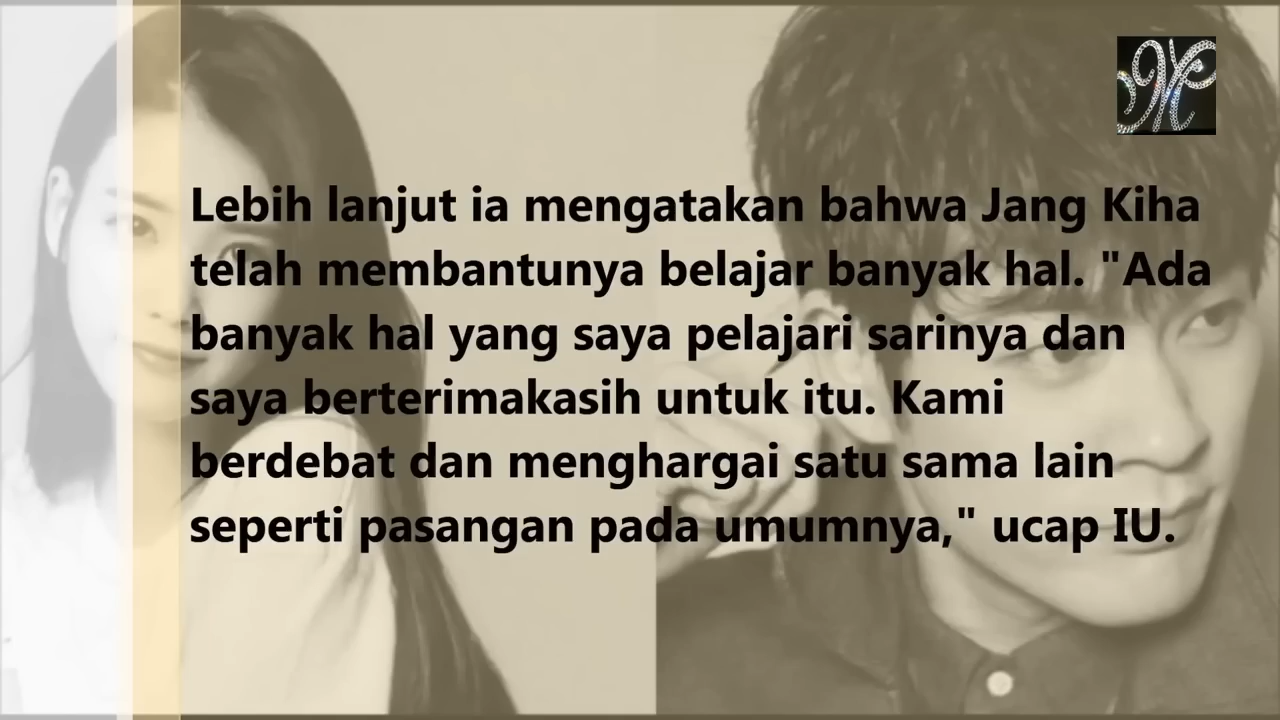 Lebih lanjut ia mengatakan bahwa Jang Kiha
telah membantunya belajar banyak hal. "Ada
banyak hal yang saya pelajari sarinya dan
saya berterimakasih untuk itu. Kami
berdebat dan menghargai satu sama lain
seperti pasangan pada umumnya," ucap IU.